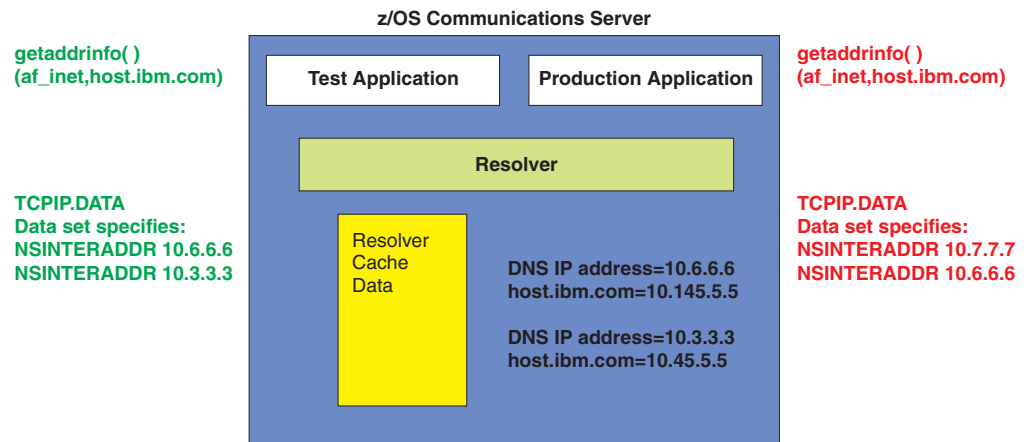 z/OS Communications Server
getaddrinfo( )
(af_inet,host.ibm.com)
Test Application
Production Application
getaddrinfo( )
(af_inet,host.ibm.com)
Resolver
TCPIP.DATA
Data set specifies:
NSINTERADDR 10.6.6.6
NSINTERADDR 10.3.3.3
Resolver
Cache
Data
DNS IP address=10.6.6.6
host.ibm.com=10.145.5.5
DNS IP address=10.3.3.3
host.ibm.com=10.45.5.5
TCPIP.DATA
Data set specifies:
NSINTERADDR 10.7.7.7
NSINTERADDR 10.6.6.6